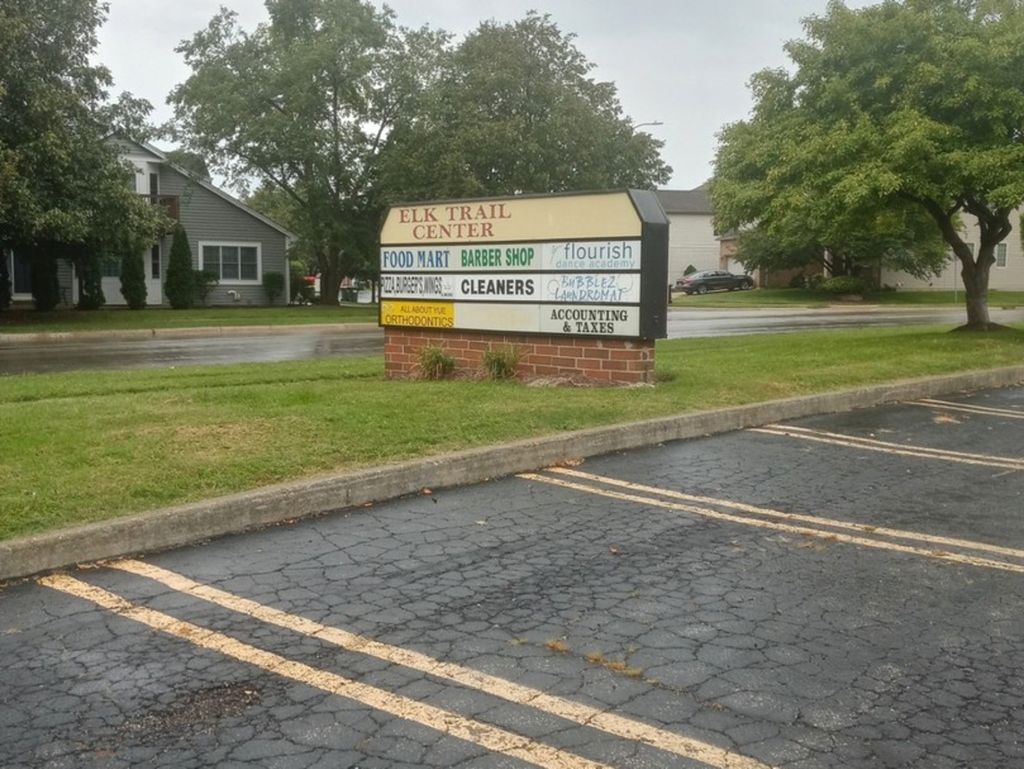 ELK TRAIL
CENTER
FOOD MART
BARBER SHOP
flourish
dance academy
PIZZA.BURGER'S.WINGS
CLEANERS
BUBBLEZ
LAUNDROMAT
ALL ABOUT YUE
ORTHODONTICS
ACCOUNTING
& TAXES